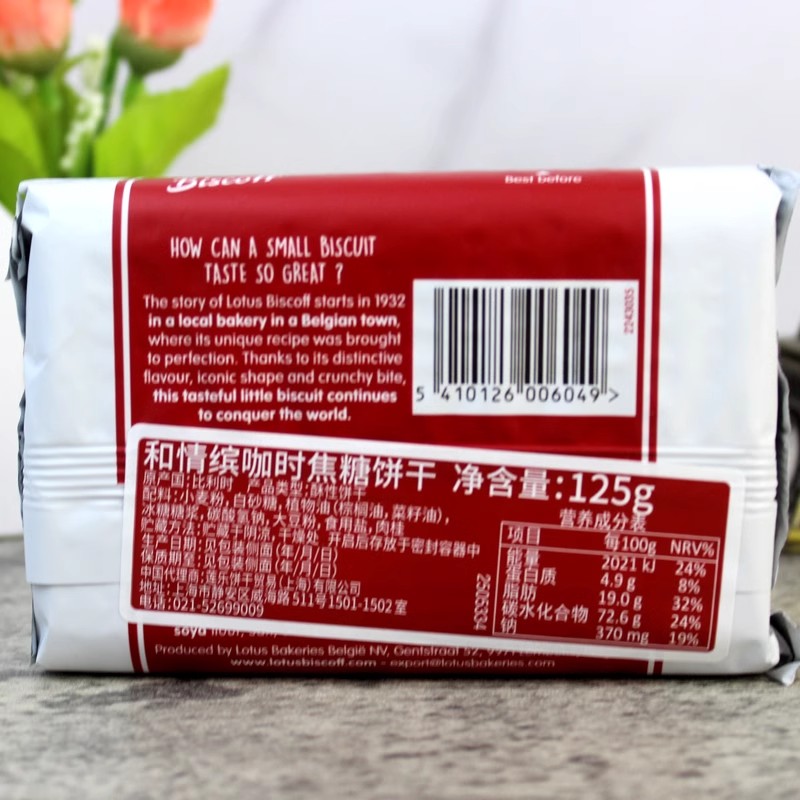 Biscoff
Best before
HOW CAN A SMALL BISCUIT
TASTE SO GREAT ?
The story of Lotus Biscoff starts in 1932
in a local bakery in a Belgian town,
where its unique recipe was brought
to perfection. Thanks to its distinctive
flavour, iconic shape and crunchy bite,
this tasteful little biscuit continues
to conquer the world.
2243035
5 410126 006049 >
和情缤咖时焦糖饼干 净含量:125g
原产国:比利时 产品类型:酥性饼干
配料:小麦粉,白砂糖,植物油(棕榈油,菜籽油),
冰糖糖浆,碳酸氢钠,大豆粉,食用盐,肉桂
贮藏方法:贮藏于阴凉、干燥处 开启后存放于密封容器中
生产日期:见包装侧面(年/月/日)
保质期至:见包装侧面(年/月/日)
中国代理商:莲乐饼干贸易(上海)有限公司
地址:上海市静安区威海路511号1501-1502室
电话:021-52699009
25063334
营养成分表
项目 每100g NRV%
能量 2021 kJ 24%
蛋白质 4.9 g 8%
脂肪 19.0 g 32%
碳水化合物 72.6 g 24%
钠 370 mg 19%
soya flour,
Produced by Lotus Bakeries België NV, Gentstraat 52,
www.lotusbiscoff.com - export@lotusbakeries.com